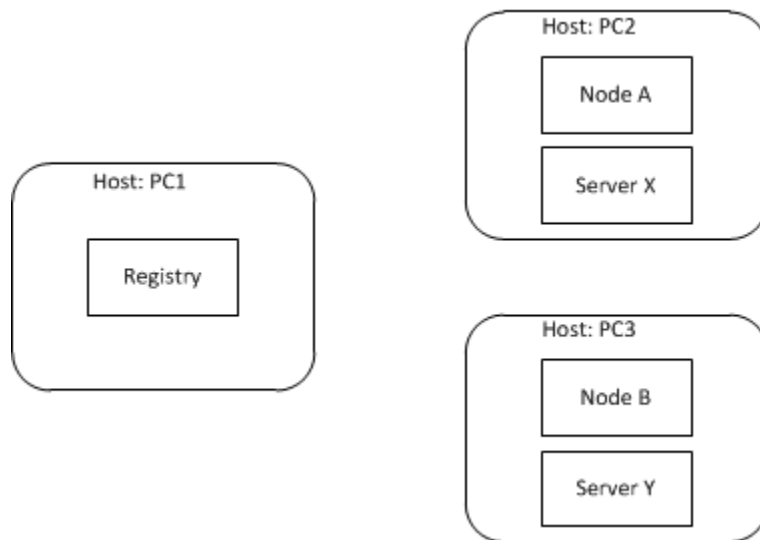 Host: PC1
Registry
Host: PC2
Node A
Server X
Host: PC3
Node B
Server Y